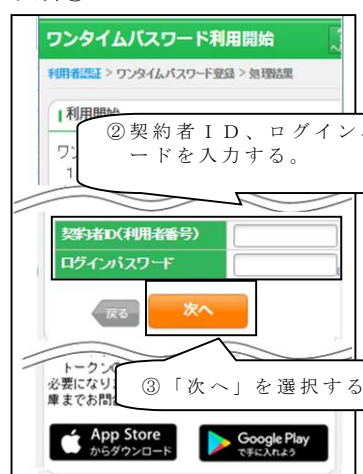 ワンタイムパスワード利用開始
利用者認証 > ワンタイムパスワード登録 > 処理結果
利用開始
ワン
②契約者ID、ログイン
ードを入力する。
契約者ID(利用者番号)
ログインパスワード
戻る
次へ
トークンの
必要になり
庫までお問
③「次へ」を選択する
App Store
からダウンロード
Google Play
で手に入れよう